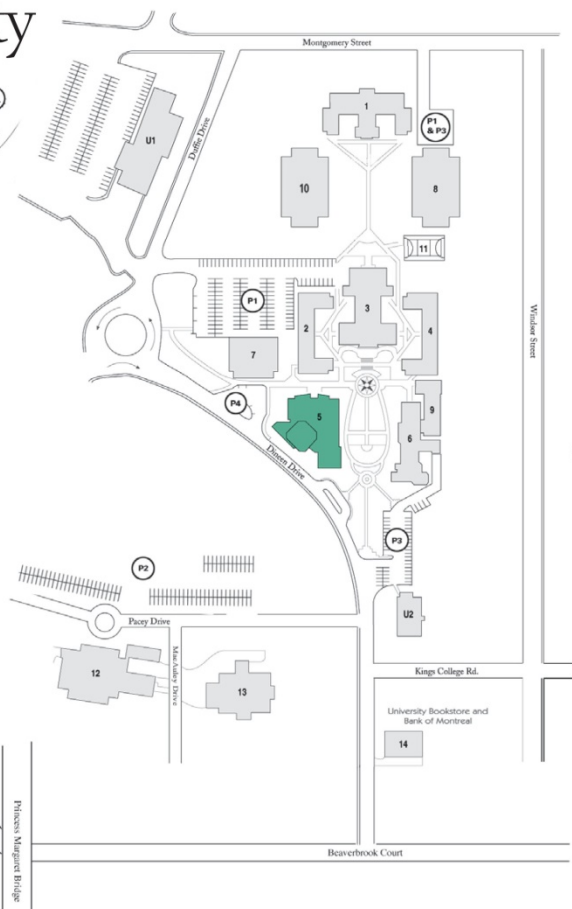 ty
Montgomery Street
1
P1
& P3
U1
Duffie Drive
10
8
11
P1
3
2
4
Windsor Street
7
P4
5
9
6
Dineen Drive
P3
P2
U2
Pacey Drive
MacAuley Drive
12
13
Kings College Rd.
University Bookstore and
Bank of Montreal
14
Princess Margaret Bridge
Beaverbrook Court